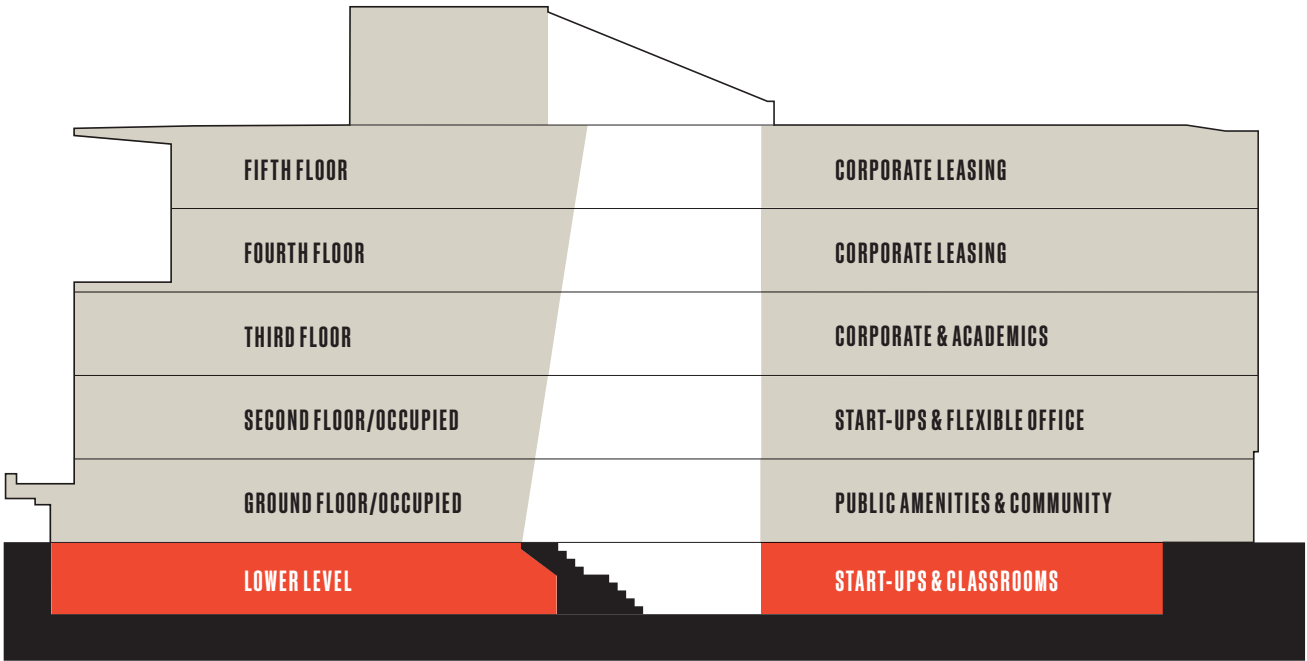 FIFTH FLOOR CORPORATE LEASING
FOURTH FLOOR CORPORATE LEASING
THIRD FLOOR CORPORATE & ACADEMICS
SECOND FLOOR/OCCUPIED START-UPS & FLEXIBLE OFFICE
GROUND FLOOR/OCCUPIED PUBLIC AMENITIES & COMMUNITY
LOWER LEVEL START-UPS & CLASSROOMS